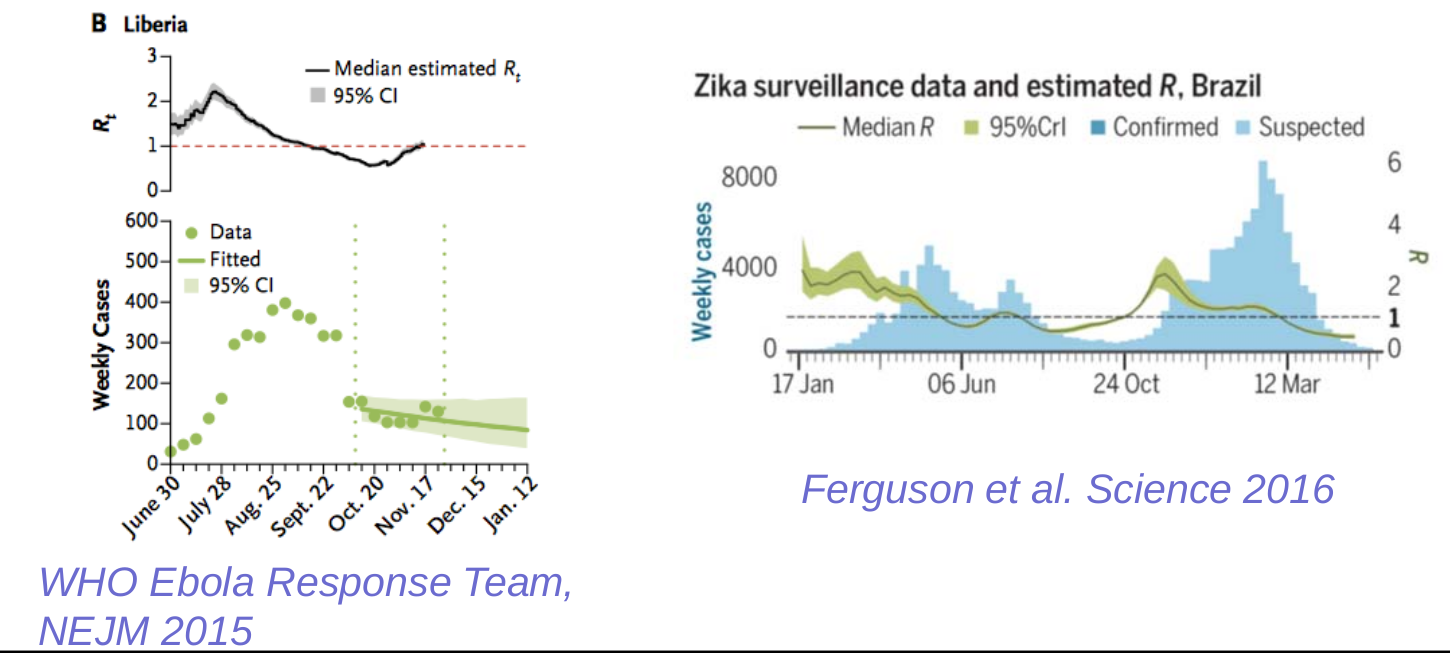 B Liberia
3
2
1
0
R_t
Median estimated R_t
95% CI
600
500
400
300
200
100
0
Weekly Cases
Data
Fitted
95% CI
June 30
July 28
Aug. 25
Sept. 22
Oct. 20
Nov. 17
Dec. 15
Jan. 12
WHO Ebola Response Team,
NEJM 2015
Zika surveillance data and estimated R, Brazil
Median R 95%CrI Confirmed Suspected
8000
4000
0
Weekly cases
6
4
2
1
0
R
17 Jan 06 Jun 24 Oct 12 Mar
Ferguson et al. Science 2016